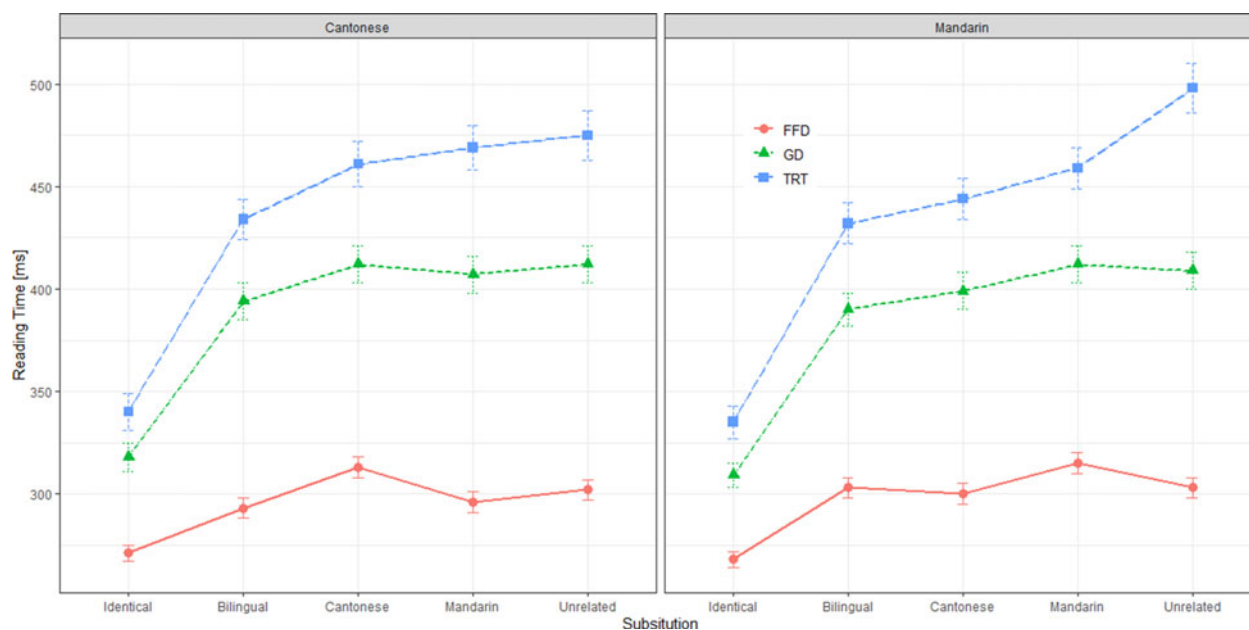 Cantonese
Mandarin
500
450
400
350
300
Reading Time [ms]
FFD
GD
TRT
Identical
Bilingual
Cantonese
Mandarin
Unrelated
Identical
Bilingual
Cantonese
Mandarin
Unrelated
Subsitution